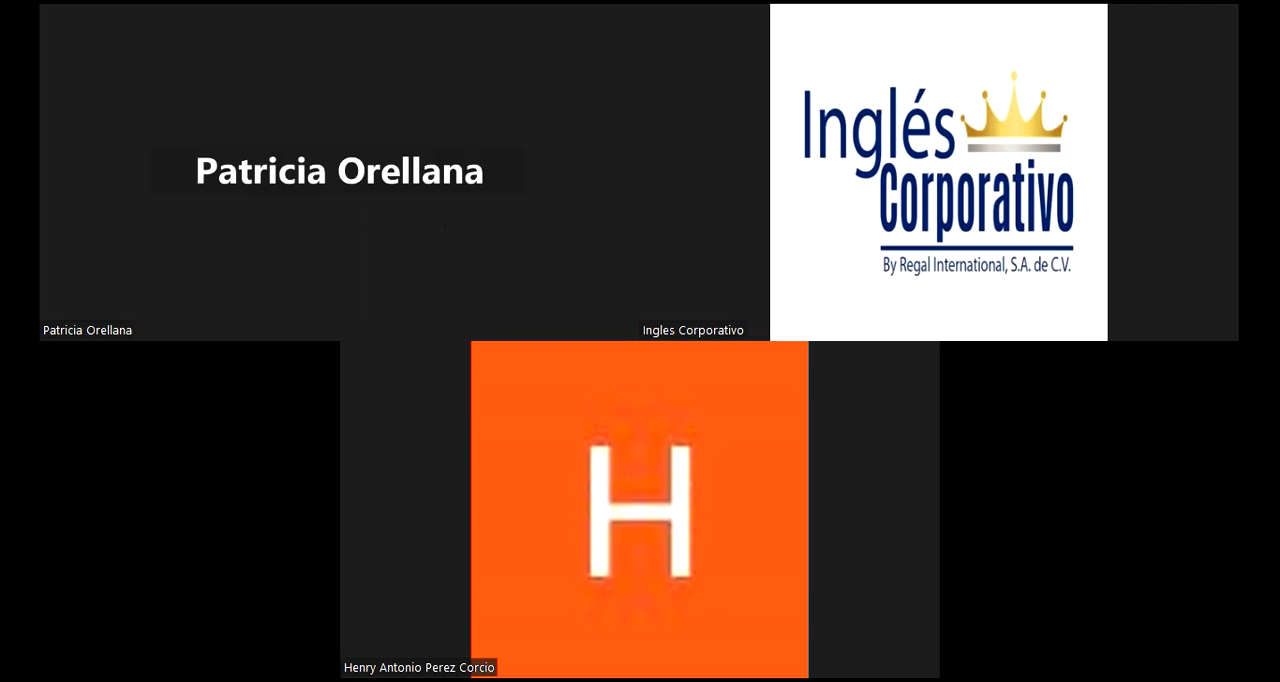 Patricia Orellana
Patricia Orellana
Inglés
Corporativo
By Regal International, S.A. de C.V.
Ingles Corporativo
H
Henry Antonio Perez Corcio